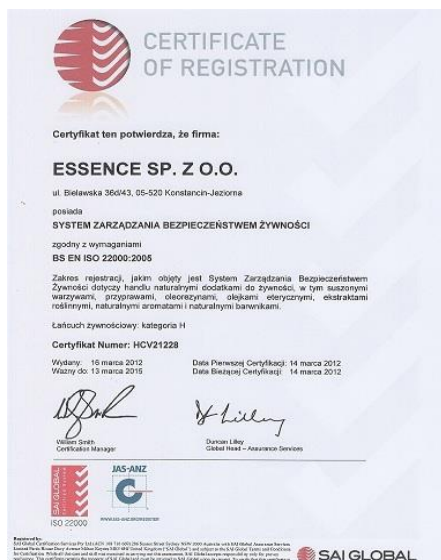 CERTIFICATE
OF REGISTRATION
Certyfikat ten potwierdza, że firma:
ESSENCE SP. Z O.O.
ul. Bielawska 36d/43, 05-520 Konstancin-Jeziorna
posiada
SYSTEM ZARZĄDZANIA BEZPIECZEŃSTWEM ŻYWNOŚCI
zgodny z wymaganiami
BS EN ISO 22000:2005
Zakres rejestracji, jakim objęty jest System Zarządzania Bezpieczeństwem
Żywności dotyczy handlu naturalnymi dodatkami do żywności, w tym suszonymi
warzywami, przyprawami, oleorezynami, olejkami eterycznymi, ekstraktami
roślinnymi, naturalnymi aromatami i naturalnymi barwnikami.
Łańcuch żywnościowy: kategoria H
Certyfikat Numer: HCV21228
Wydany: 16 marca 2012 Data Pierwszej Certyfikacji: 14 marca 2012
Ważny do: 13 marca 2015 Data Bieżącej Certyfikacji: 14 marca 2012
William Smith Duncan Lilley
Certification Manager Global Head – Assurance Services
SAI GLOBAL
JAS-ANZ
ISO 22000
SAI GLOBAL